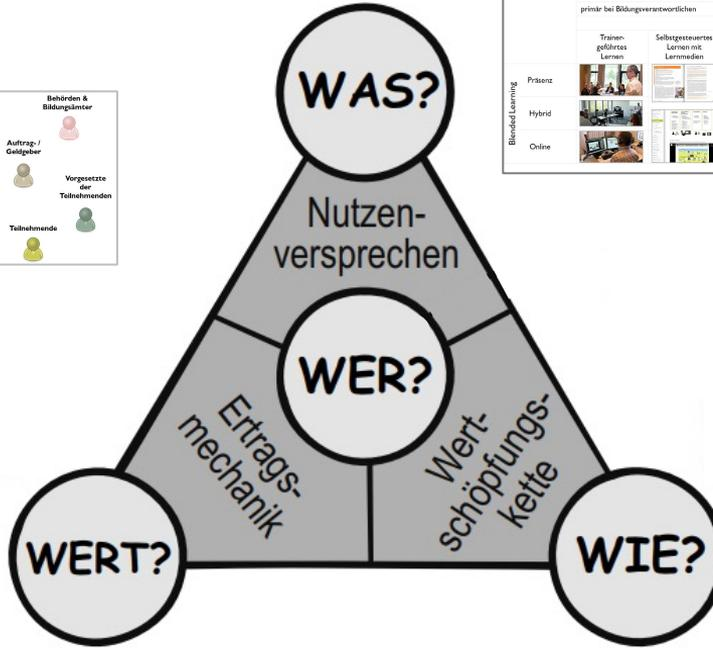 WAS?
Nutzen-
versprechen
WER?
Ertrags-
mechanik
Wert-
schöpfungs-
kette
WERT?
WIE?
Behörden &
Bildungsämter
Auftrag- /
Geldgeber
Vorgesetzte
der
Teilnehmenden
Teilnehmende
primär bei Bildungsverantwortlichen
Trainer-
geführtes
Lernen
Selbstgesteuertes
Lernen mit
Lernmedien
Blended Learning
Präsenz
Hybrid
Online